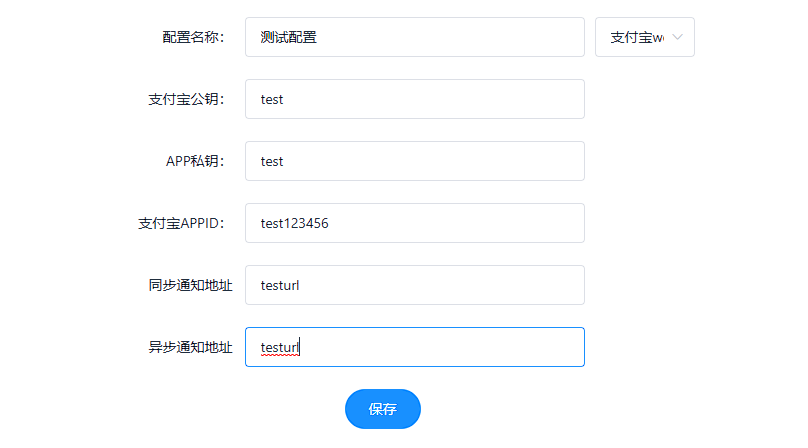 配置名称： 测试配置 支付宝we
支付宝公钥： test
APP私钥： test
支付宝APPID： test123456
同步通知地址 testurl
异步通知地址 testurl
保存